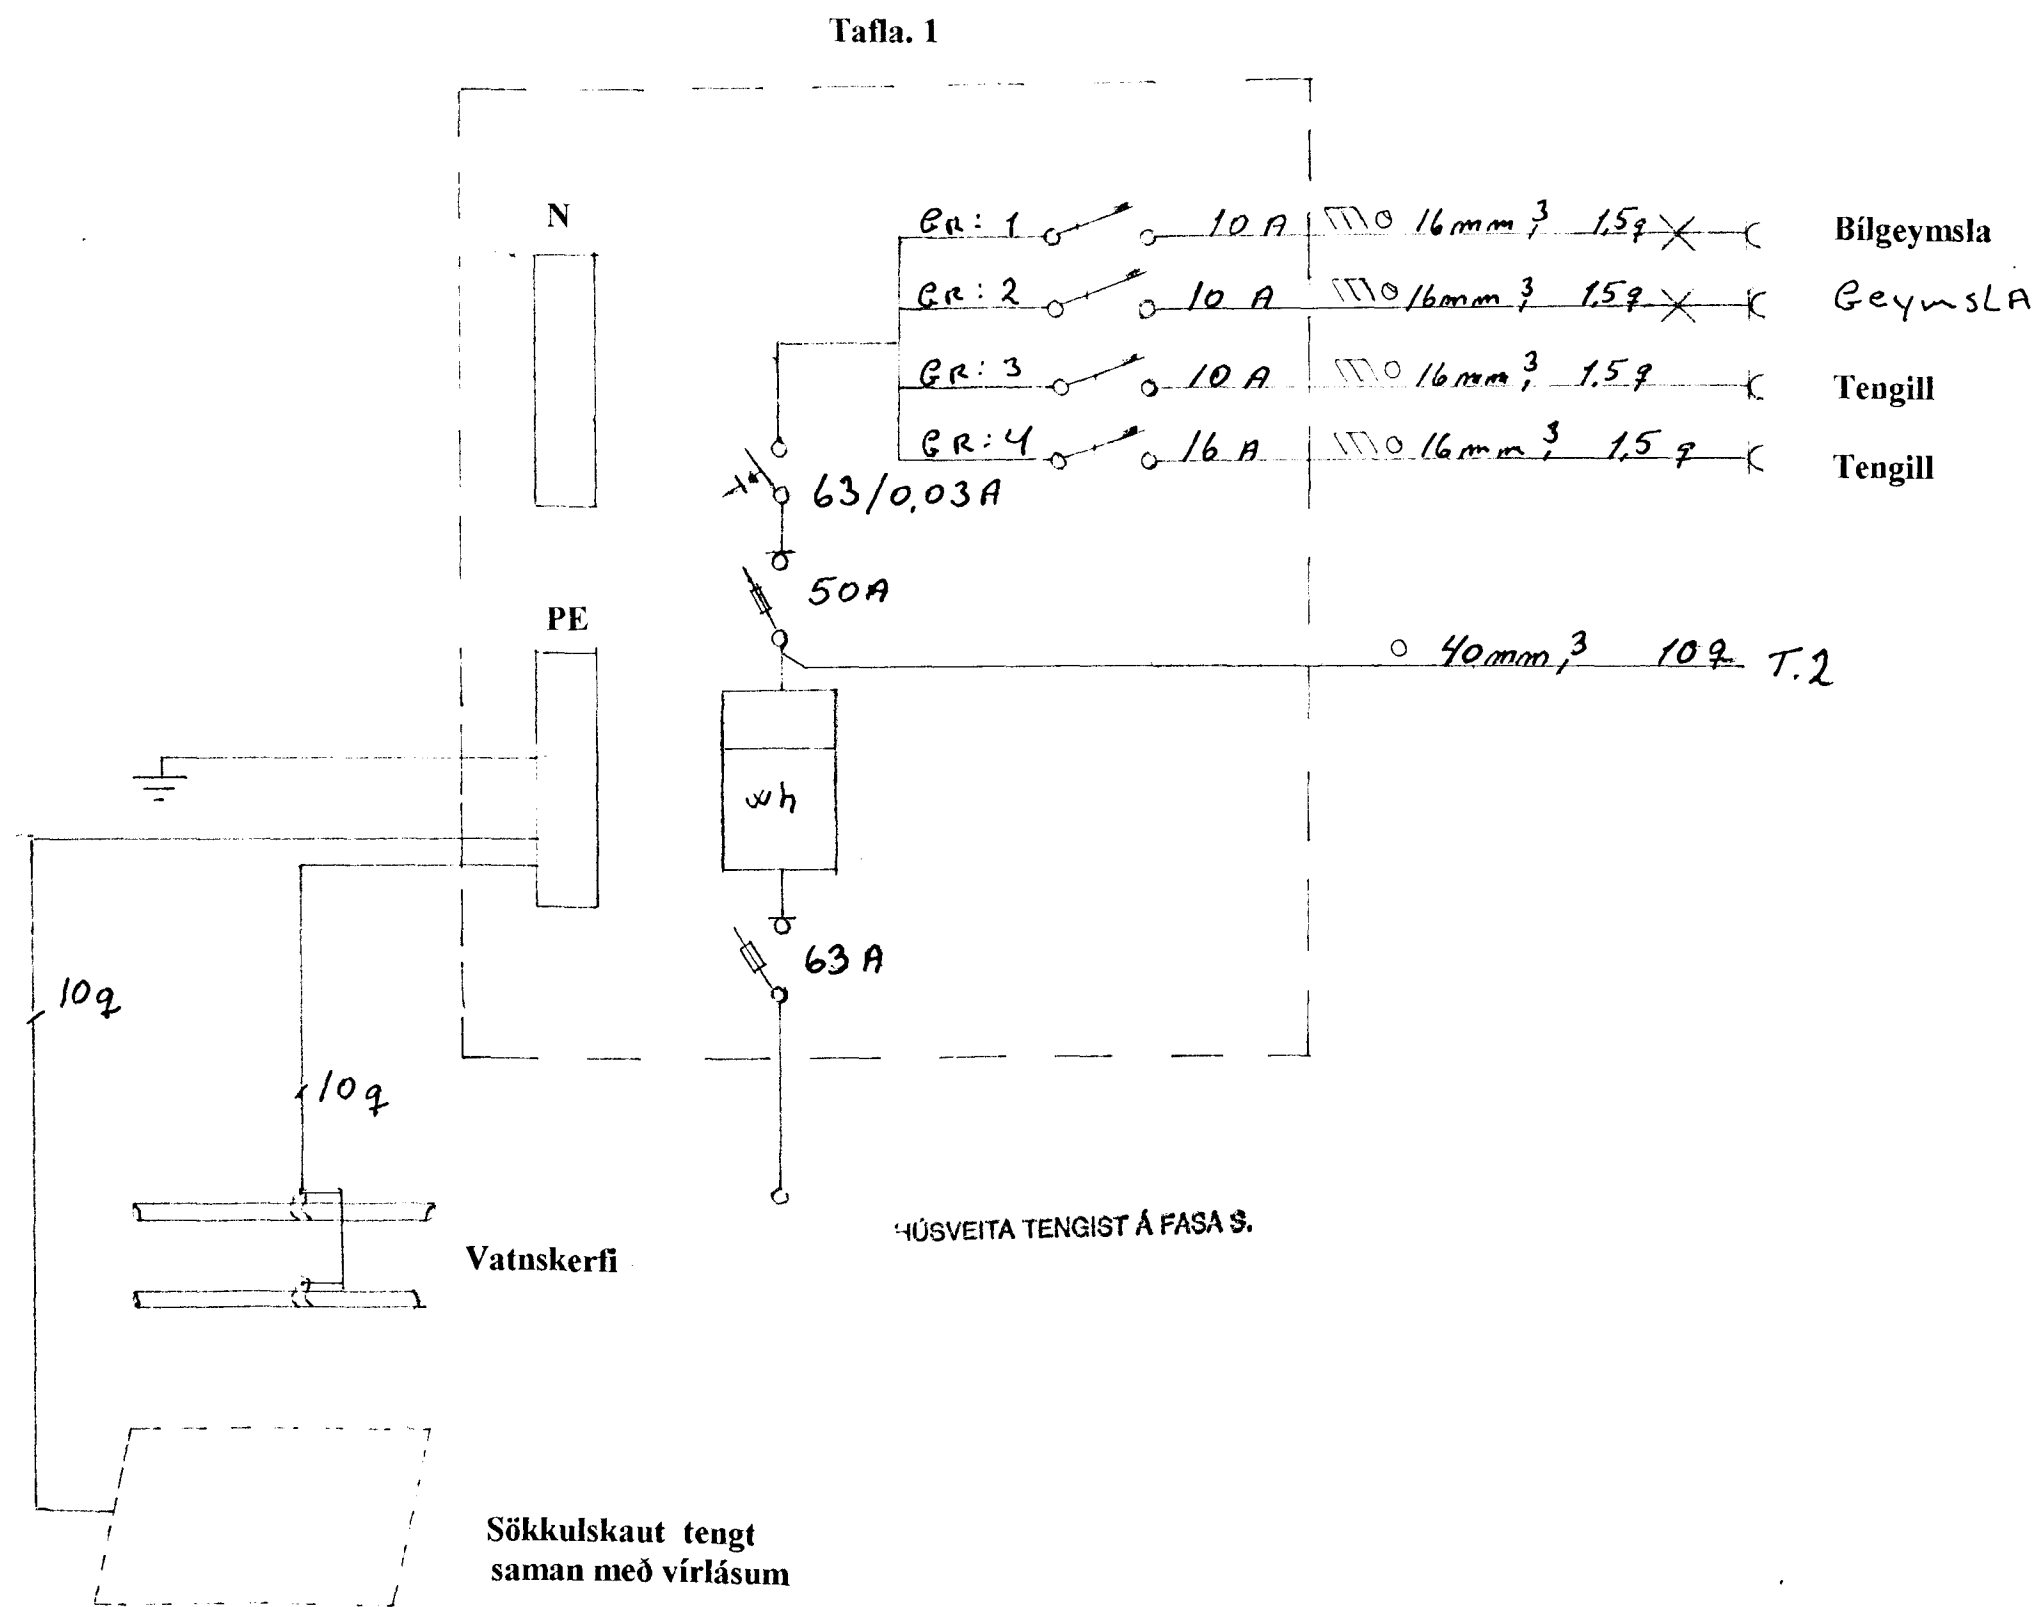 Tafla. 1
N
GR: 1 10 A 16mm, 3 1,5q Bílgeymsla
GR: 2 10 A 16mm, 3 1,5q GeymsLA
GR: 3 10 A 16mm, 3 1,5q Tengill
GR: 4 16 A 16mm, 3 1,5q Tengill
63/0,03A
50A
PE
40mm, 3 10q T.2
wh
63 A
10q
10q
HÚSVEITA TENGIST Á FASA S.
Vatnskerfi
Sökkulskaut tengt
saman með vírlásum